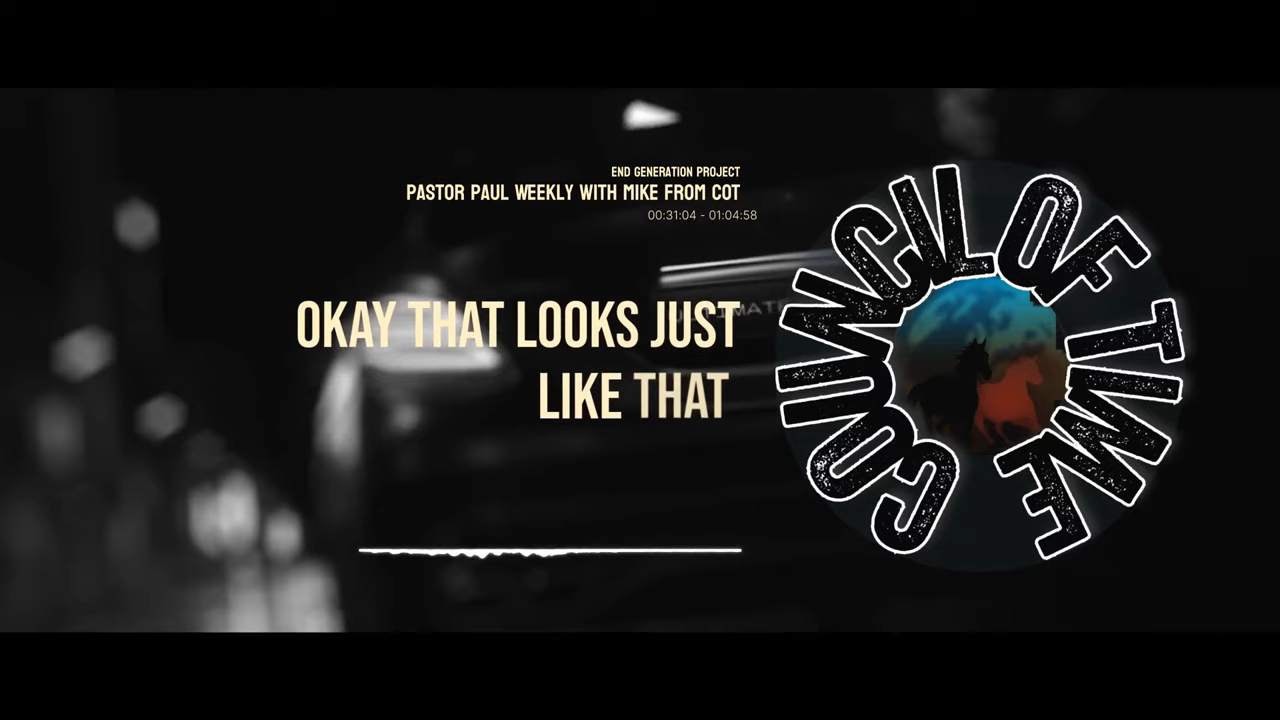 END GENERATION PROJECT
PASTOR PAUL WEEKLY WITH MIKE FROM COT
00:31:04 - 01:04:58
OKAY THAT LOOKS JUST
LIKE THAT
COUNCIL OF TIME